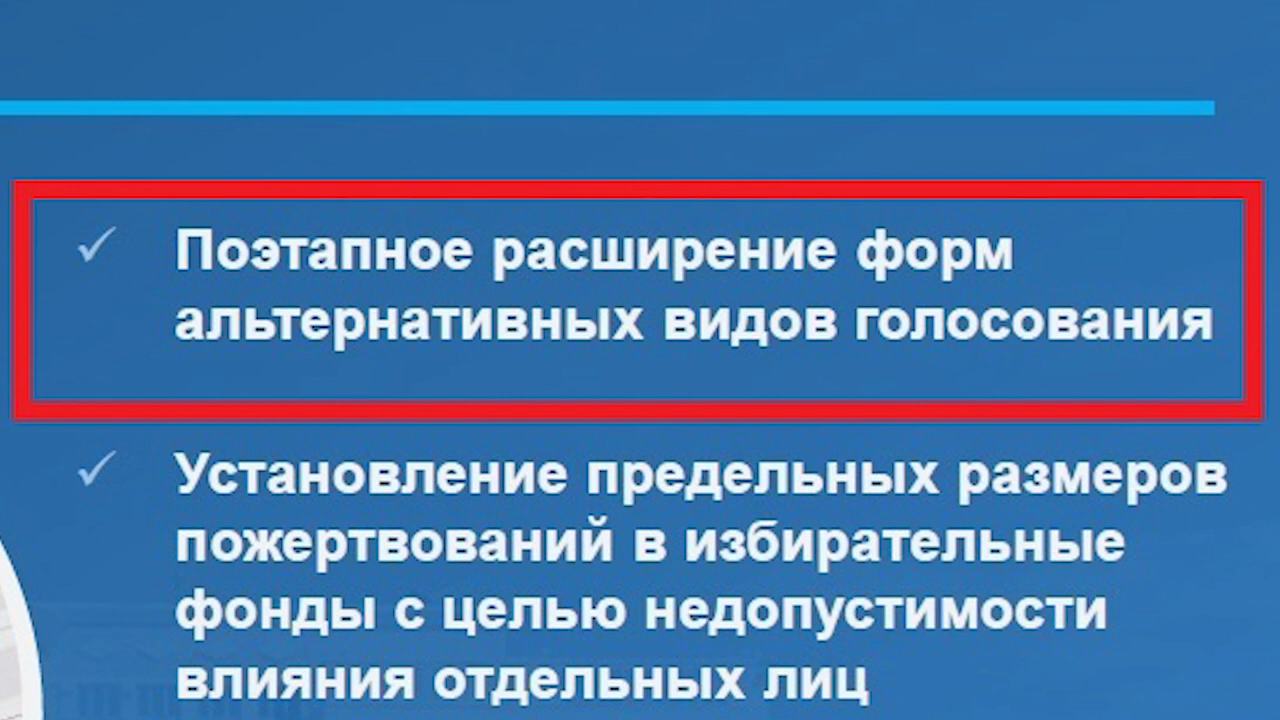 Поэтапное расширение форм
альтернативных видов голосования
Установление предельных размеров
пожертвований в избирательные
фонды с целью недопустимости
влияния отдельных лиц